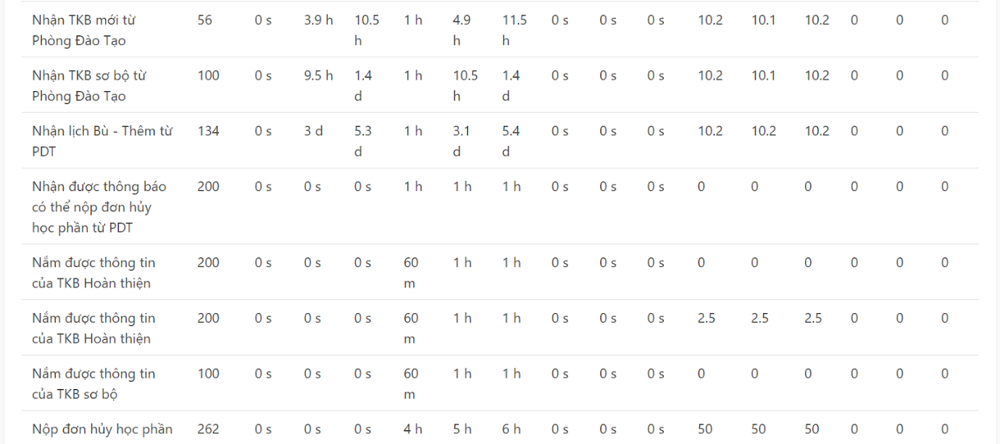 Nhận TKB mới từ 56 0 s 3.9 h 10.5 1 h 4.9 11.5 0 s 0 s 0 s 10.2 10.1 10.2 0 0 0
Phòng Đào Tạo h h h
Nhận TKB sơ bộ từ 100 0 s 9.5 h 1.4 1 h 10.5 1.4 0 s 0 s 0 s 10.2 10.1 10.2 0 0 0
Phòng Đào Tạo d h d
Nhận lịch Bù - Thêm từ 134 0 s 3 d 5.3 1 h 3.1 5.4 0 s 0 s 0 s 10.2 10.2 10.2 0 0 0
PDT d d d
Nhận được thông báo 200 0 s 0 s 0 s 1 h 1 h 1 h 0 s 0 s 0 s 0 0 0 0 0 0
có thể nộp đơn hủy
học phần từ PDT
Nắm được thông tin 200 0 s 0 s 0 s 60 1 h 1 h 0 s 0 s 0 s 0 0 0 0 0 0
của TKB Hoàn thiện m
Nắm được thông tin 200 0 s 0 s 0 s 60 1 h 1 h 0 s 0 s 0 s 2.5 2.5 2.5 0 0 0
của TKB Hoàn thiện m
Nắm được thông tin 100 0 s 0 s 0 s 60 1 h 1 h 0 s 0 s 0 s 0 0 0 0 0 0
của TKB sơ bộ m
Nộp đơn hủy học phần 262 0 s 0 s 0 s 4 h 5 h 6 h 0 s 0 s 0 s 50 50 50 0 0 0